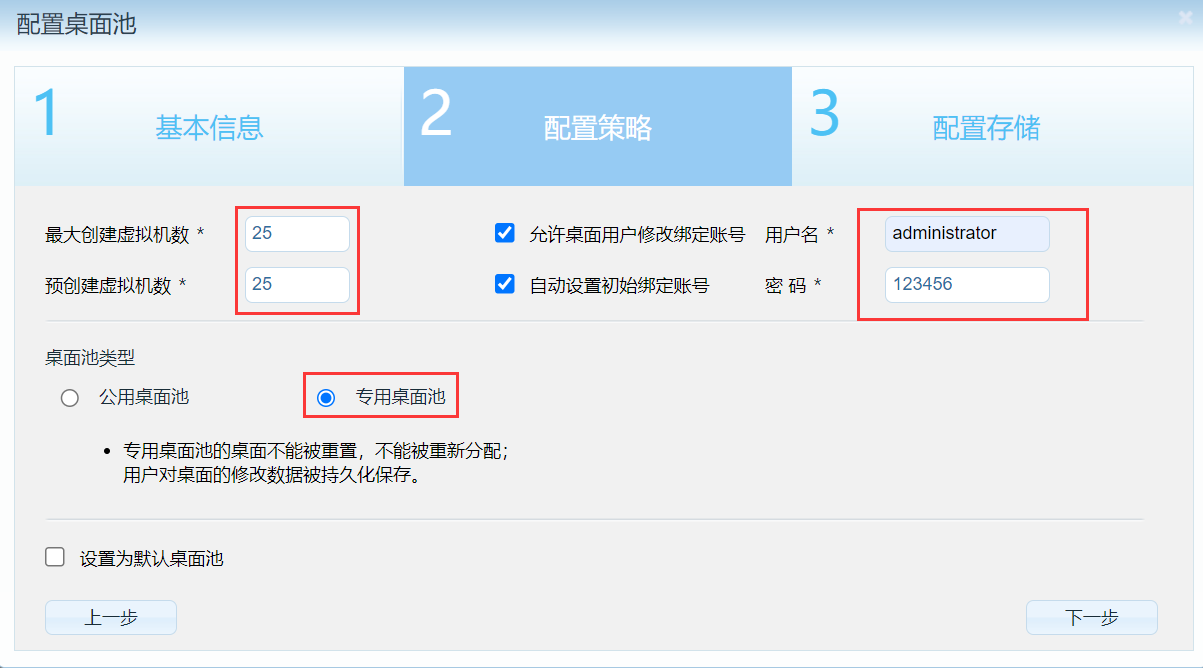 配置桌面池
1 基本信息 2 配置策略 3 配置存储
最大创建虚拟机数 * 25 允许桌面用户修改绑定账号 用户名 * administrator
预创建虚拟机数 * 25 自动设置初始绑定账号 密 码 * 123456
桌面池类型
公用桌面池 专用桌面池
• 专用桌面池的桌面不能被重置，不能被重新分配；
用户对桌面的修改数据被持久化保存。
设置为默认桌面池
上一步 下一步